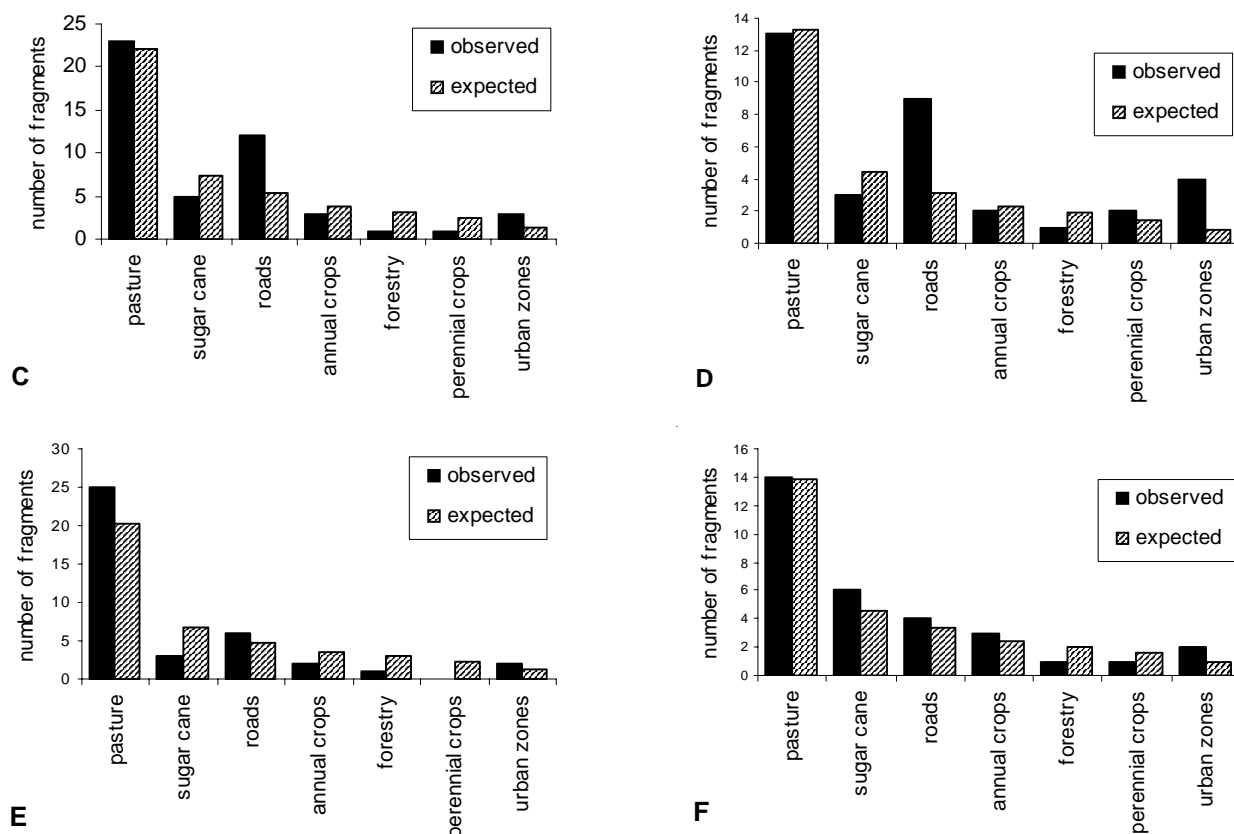 number of fragments
25
20
15
10
5
0
observed
expected
pasture
sugar cane
roads
annual crops
forestry
perennial crops
urban zones
C
number of fragments
14
12
10
8
6
4
2
0
observed
expected
pasture
sugar cane
roads
annual crops
forestry
perennial crops
urban zones
D
number of fragments
30
25
20
15
10
5
0
observed
expected
pasture
sugar cane
roads
annual crops
forestry
perennial crops
urban zones
E
number of fragments
16
14
12
10
8
6
4
2
0
observed
expected
pasture
sugar cane
roads
annual crops
forestry
perennial crops
urban zones
F